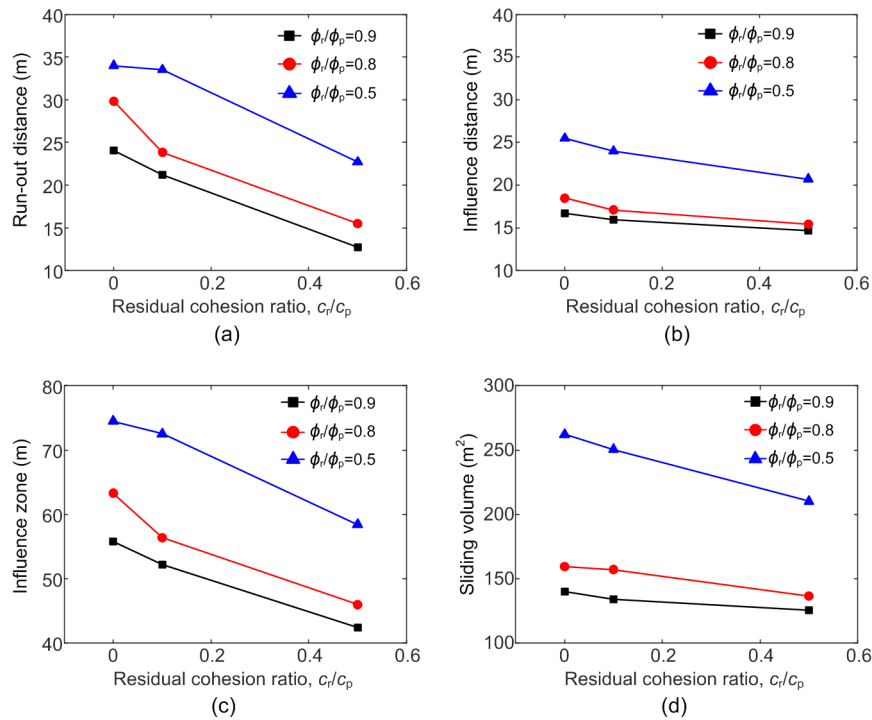 40
35
30
25
20
15
10
Run-out distance (m)
ϕr/ϕp=0.9
ϕr/ϕp=0.8
ϕr/ϕp=0.5
0 0.2 0.4 0.6
Residual cohesion ratio, cr/cp
(a)
40
35
30
25
20
15
10
Influence distance (m)
ϕr/ϕp=0.9
ϕr/ϕp=0.8
ϕr/ϕp=0.5
0 0.2 0.4 0.6
Residual cohesion ratio, cr/cp
(b)
80
70
60
50
40
Influence zone (m)
ϕr/ϕp=0.9
ϕr/ϕp=0.8
ϕr/ϕp=0.5
0 0.2 0.4 0.6
Residual cohesion ratio, cr/cp
(c)
300
250
200
150
100
Sliding volume (m²)
ϕr/ϕp=0.9
ϕr/ϕp=0.8
ϕr/ϕp=0.5
0 0.2 0.4 0.6
Residual cohesion ratio, cr/cp
(d)